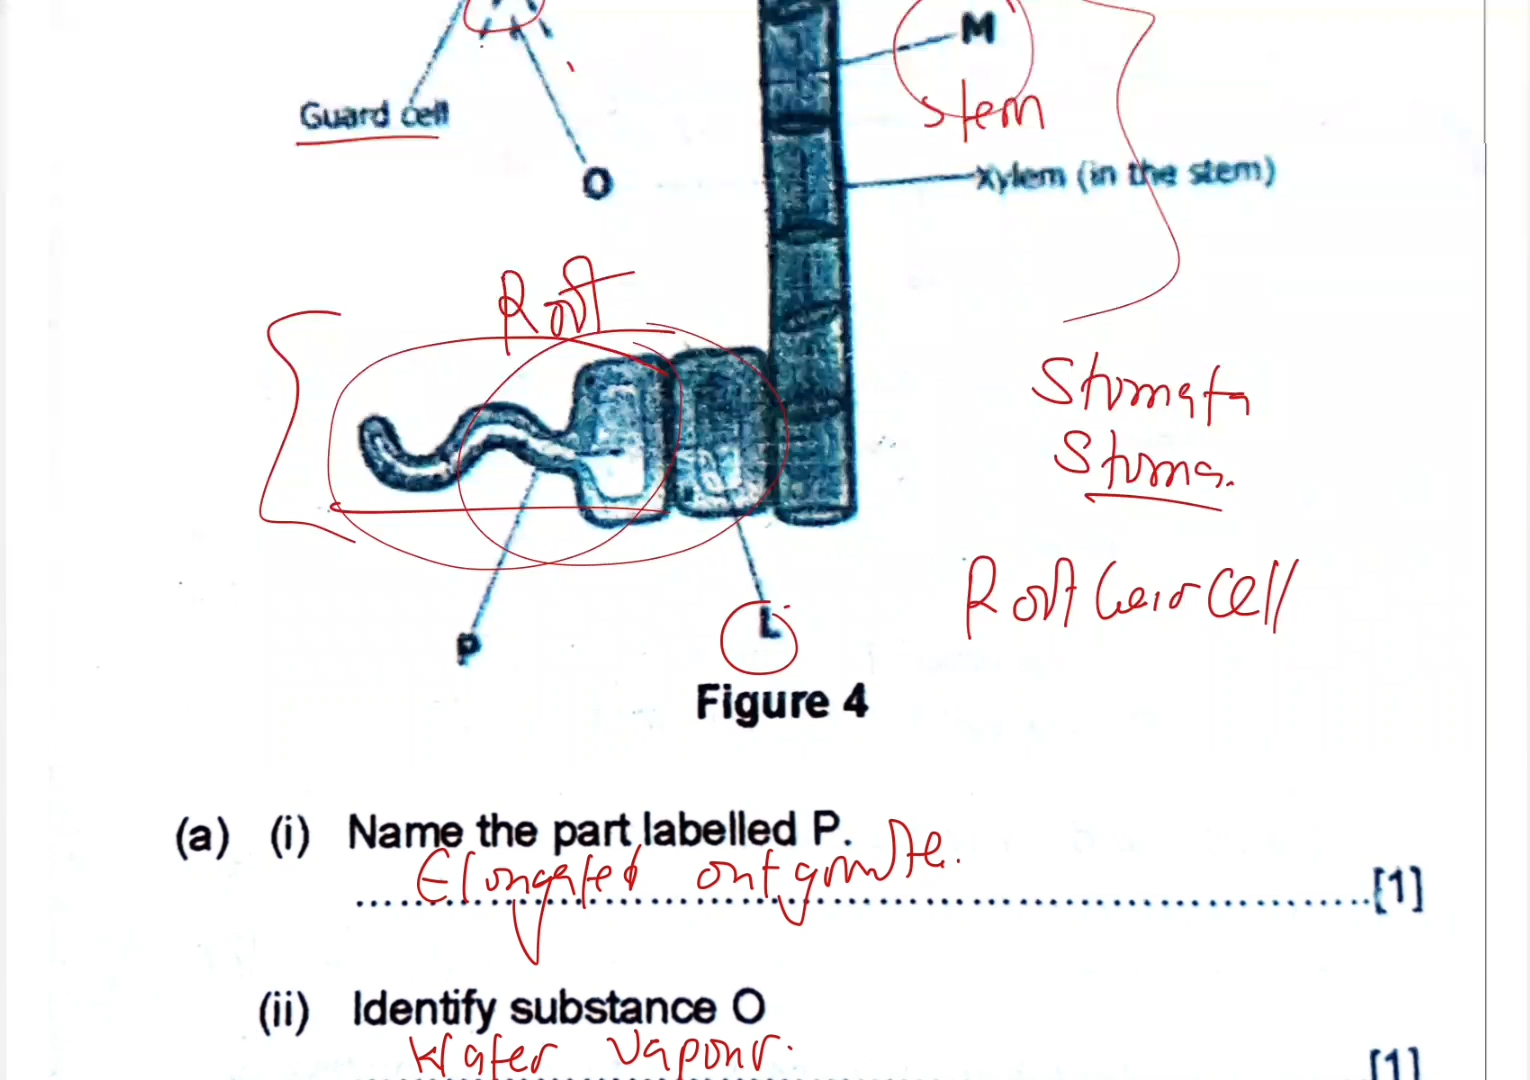 M
stem
Guard cell
Xylem (in the stem)
O
Root
Stomata
Stoma.
Root hair cell
P
L
Figure 4
(a) (i) Name the part labelled P.
Elongated outgrowth.
[1]
(ii) Identify substance O
Water vapour.
[1]